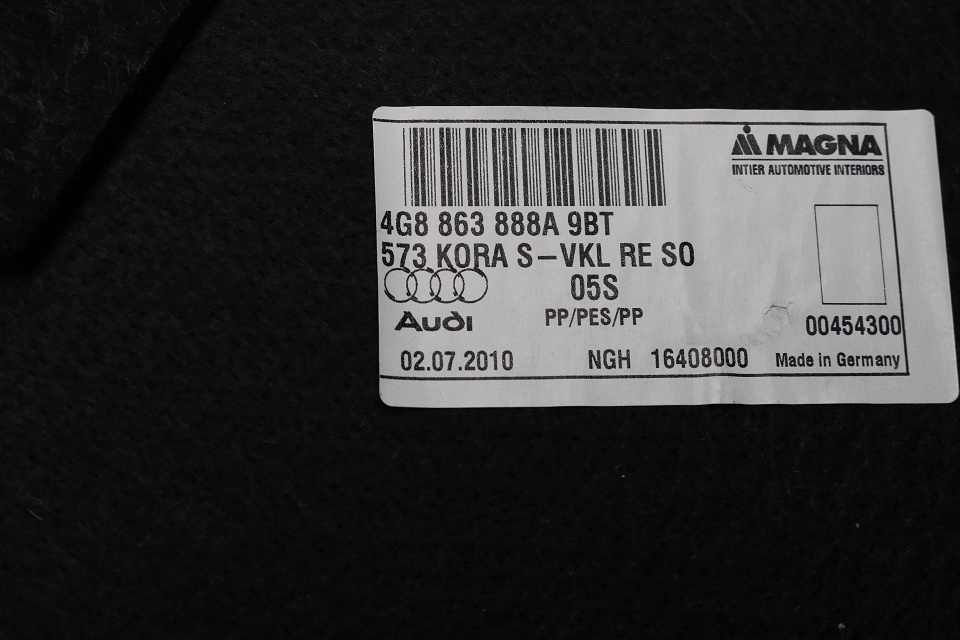 MAGNA
INTIER AUTOMOTIVE INTERIORS
4G8 863 888A 9BT
573 KORA S-VKL RE SO
05S
Audi
PP/PES/PP
00454300
02.07.2010 NGH 16408000 Made in Germany